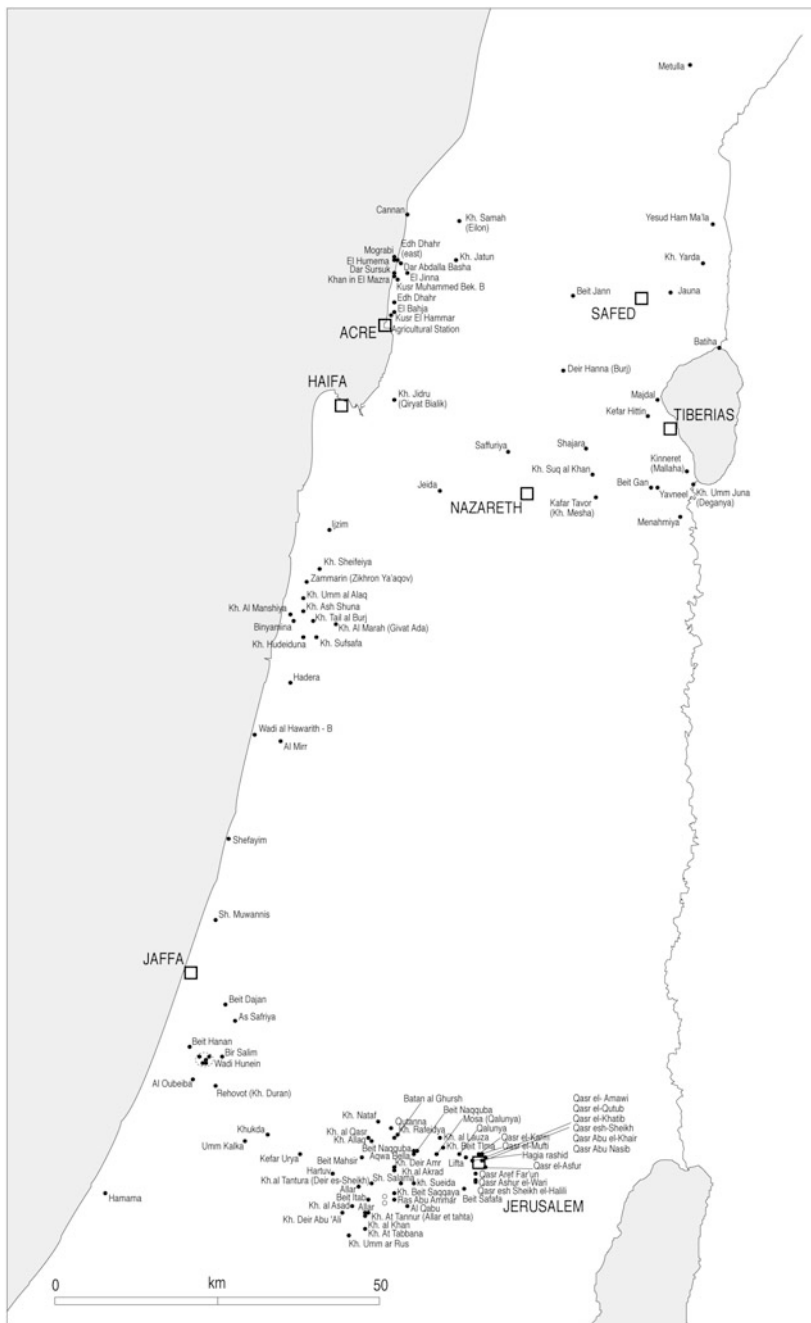 Metulla
Cannan
Kh. Samah
(Eilon)
Yesud Ham Ma'la
Mograbi
Edh Dhahr
(east)
El Humema
Dar Abdalla Basha
Kh. Jatun
Kh. Yarda
Dar Sursuk
El Jinna
Khan in El Mazra
Kusr Muhammed Bek. B
Beit Jann
Jauna
SAFED
Edh Dhahr
El Bahja
Kusr El Hammar
ACRE
Agricultural Station
Batiha
Deir Hanna (Burj)
HAIFA
Kh. Jidru
(Qiryat Bialik)
Majdal
Kefar Hittin
TIBERIAS
Saffuriya
Shajara
Kinneret
(Mallaha)
Kh. Suq al Khan
Jeida
Beit Gan
Yavneel
Kh. Umm Juna
(Deganya)
NAZARETH
Kafar Tavor
(Kh. Mesha)
Menahmiya
Ijzim
Kh. Sheifeiya
Zammarin (Zikhron Ya'aqov)
Kh. Umm al Alaq
Kh. Al Manshiya
Kh. Ash Shuna
Binyamina
Kh. Tail al Burj
Kh. Al Marah (Givat Ada)
Kh. Hudeiduna
Kh. Sufsafa
Hadera
Wadi al Hawarith - B
Al Mirr
Shefayim
Sh. Muwannis
JAFFA
Beit Dajan
As Safriya
Beit Hanan
Bir Salim
Wadi Hunein
Al Oubeiba
Rehovot (Kh. Duran)
Batan al Ghursh
Beit Naqquba
Mosa (Qalunya)
Qalunya
Qasr el- Amawi
Qasr el-Qutub
Qasr el-Khatib
Qasr esh-Sheikh
Qasr Abu el-Khair
Qasr Abu Nasib
Kh. Nataf
Qutanna
Kh. Rafeidya
Khukda
Kh. al Qasr
Kh. al Lauza
Qasr el-Karim
Umm Kalka
Kh. Allaq
Beit Naqquba
Kh. Beit Tlma
Qasr el-Mufti
Kefar Urya
Beit Mahsir
Aqwa Bella
Lifta
Hagia rashid
Hartuv
Kh. Deir Amr
Qasr el-Asfur
Kh. al Akrad
Kh.al Tantura (Deir es-Sheikh)
Sh. Salama
kh. Sueida
Qasr Aref Far'un
Qasr Ashur el-Wari
Qasr esh Sheikh el-Halili
Allar
Hamama
Beit Itab
Kh. Beit Saqqaya
Beit Safafa
JERUSALEM
Kh. al Asad
Allar
Ras Abu Ammar
Al Qabu
Kh. Deir Abu 'Ali
Kh. At Tannur (Allar et tahta)
Kh. al Khan
Kh. At Tabbana
Kh. Umm ar Rus
0 km 50